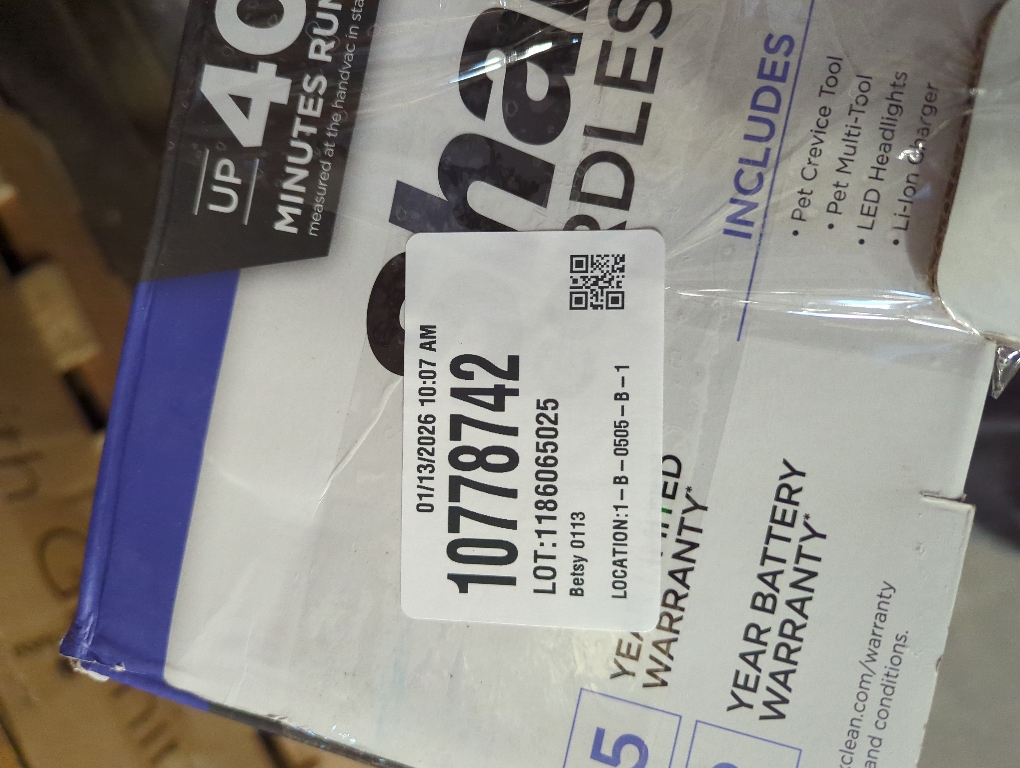 UP
40
MINUTES RUN
measured at the handvac in sta
INCLUDES
• Pet Crevice Tool
• Pet Multi-Tool
• LED Headlights
• Li-Ion Charger
01/13/2026 10:07 AM
10778742
LOT:1186065025
Betsy 0113
LOCATION:1-B-0505-B-1
5
WARRANTY*
YEAR BATTERY
WARRANTY*
clean.com/warranty
and conditions.